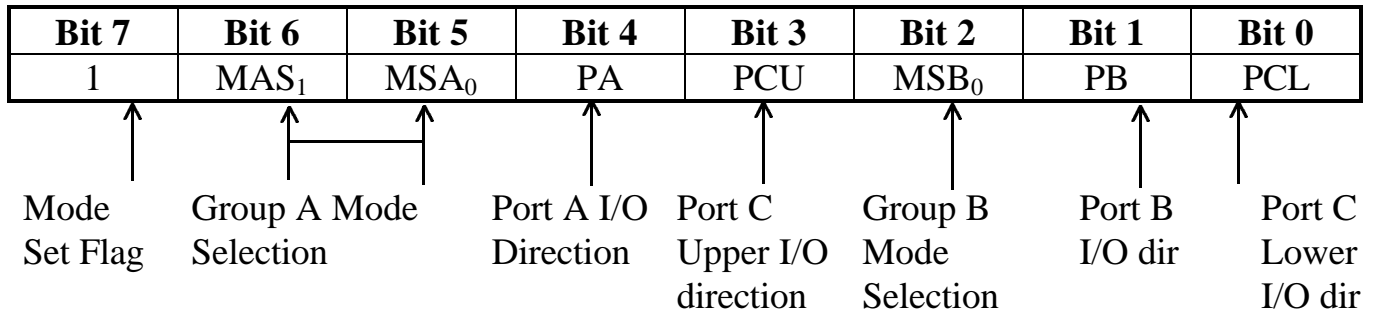 Bit 7 Bit 6 Bit 5 Bit 4 Bit 3 Bit 2 Bit 1 Bit 0
1 MAS₁ MSA₀ PA PCU MSB₀ PB PCL
Mode Group A Mode Port A I/O Port C Group B Port B Port C
Set Flag Selection Direction Upper I/O Mode I/O dir Lower
direction Selection I/O dir